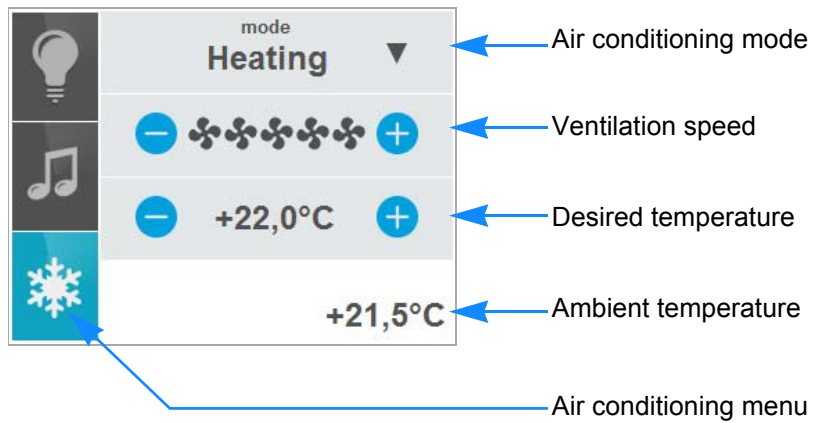 mode
Heating
Air conditioning mode
Ventilation speed
+22,0°C
Desired temperature
+21,5°C
Ambient temperature
Air conditioning menu